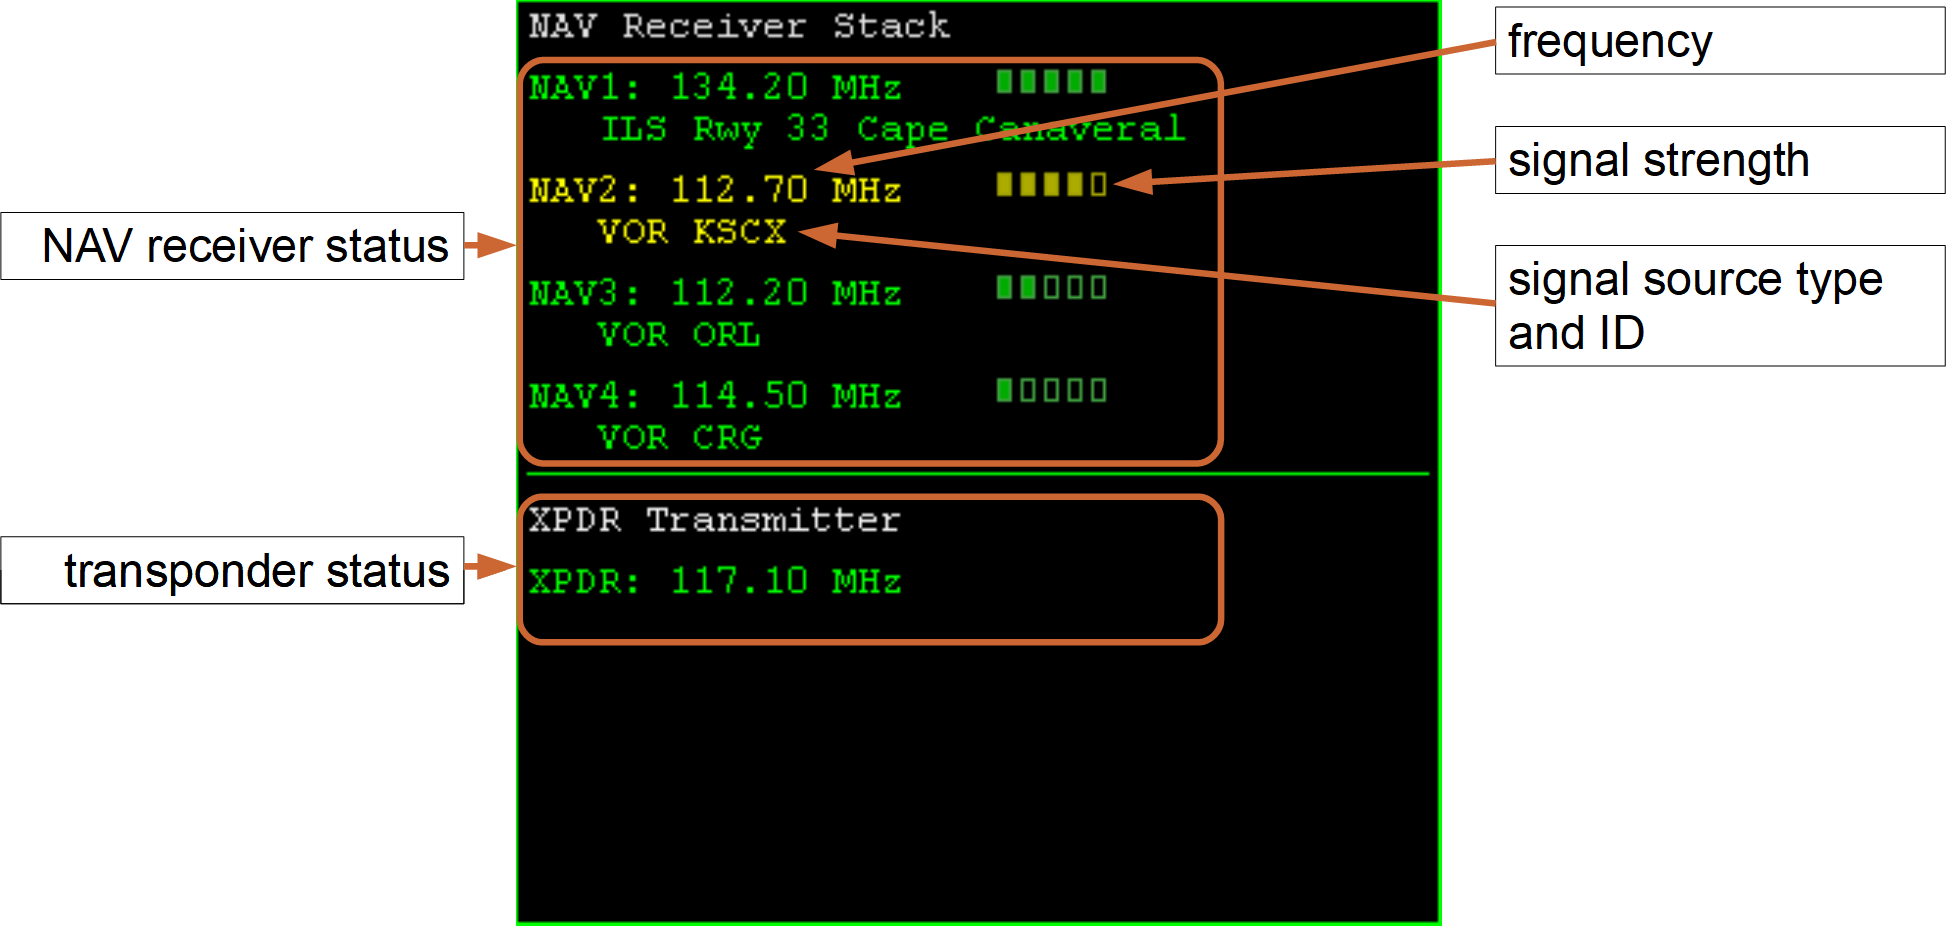 NAV Receiver Stack
NAV1: 134.20 MHz
ILS Rwy 33 Cape Canaveral
NAV2: 112.70 MHz
VOR KSCX
NAV3: 112.20 MHz
VOR ORL
NAV4: 114.50 MHz
VOR CRG
XPDR Transmitter
XPDR: 117.10 MHz
NAV receiver status
transponder status
frequency
signal strength
signal source type
and ID